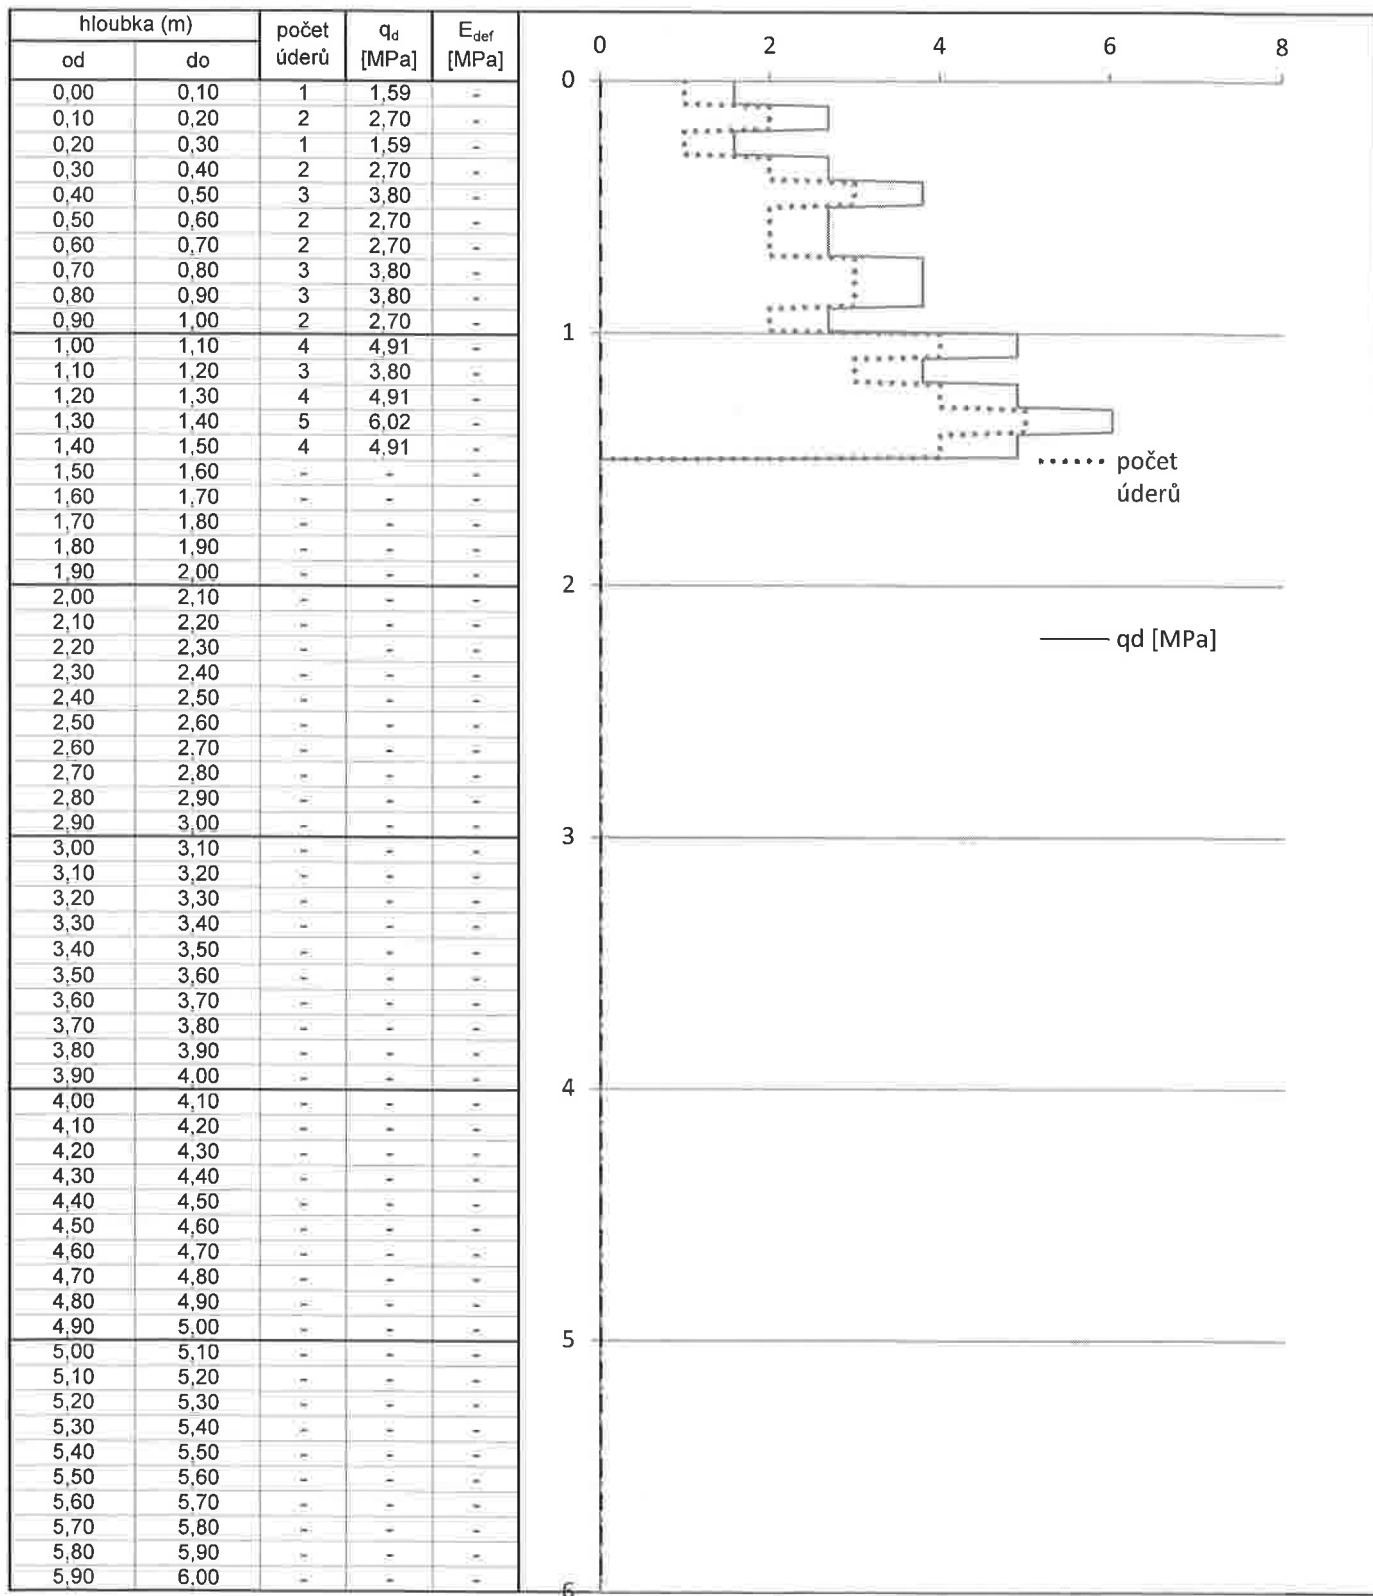 hloubka (m) počet úderů q_d [MPa] E_def [MPa]
od do
0,00 0,10 1 1,59 -
0,10 0,20 2 2,70 -
0,20 0,30 1 1,59 -
0,30 0,40 2 2,70 -
0,40 0,50 3 3,80 -
0,50 0,60 2 2,70 -
0,60 0,70 2 2,70 -
0,70 0,80 3 3,80 -
0,80 0,90 3 3,80 -
0,90 1,00 2 2,70 -
1,00 1,10 4 4,91 -
1,10 1,20 3 3,80 -
1,20 1,30 4 4,91 -
1,30 1,40 5 6,02 -
1,40 1,50 4 4,91 -
1,50 1,60 - - -
1,60 1,70 - - -
1,70 1,80 - - -
1,80 1,90 - - -
1,90 2,00 - - -
2,00 2,10 - - -
2,10 2,20 - - -
2,20 2,30 - - -
2,30 2,40 - - -
2,40 2,50 - - -
2,50 2,60 - - -
2,60 2,70 - - -
2,70 2,80 - - -
2,80 2,90 - - -
2,90 3,00 - - -
3,00 3,10 - - -
3,10 3,20 - - -
3,20 3,30 - - -
3,30 3,40 - - -
3,40 3,50 - - -
3,50 3,60 - - -
3,60 3,70 - - -
3,70 3,80 - - -
3,80 3,90 - - -
3,90 4,00 - - -
4,00 4,10 - - -
4,10 4,20 - - -
4,20 4,30 - - -
4,30 4,40 - - -
4,40 4,50 - - -
4,50 4,60 - - -
4,60 4,70 - - -
4,70 4,80 - - -
4,80 4,90 - - -
4,90 5,00 - - -
5,00 5,10 - - -
5,10 5,20 - - -
5,20 5,30 - - -
5,30 5,40 - - -
5,40 5,50 - - -
5,50 5,60 - - -
5,60 5,70 - - -
5,70 5,80 - - -
5,80 5,90 - - -
5,90 6,00 - - -
0 2 4 6 8
0
1
2
3
4
5
6
počet
úderů
qd [MPa]